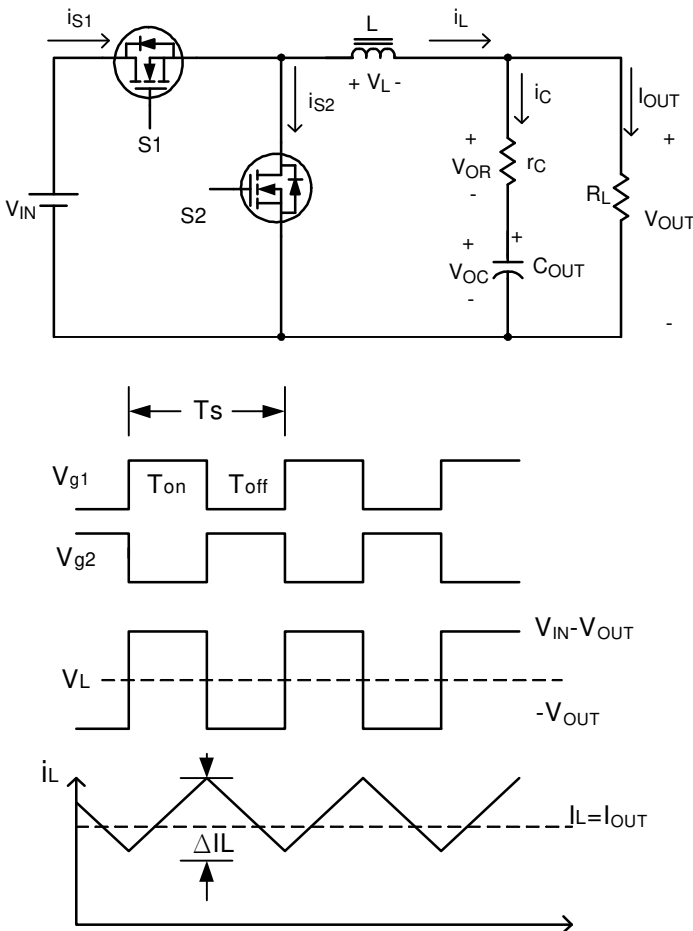 iS1
L
iL
+ VL -
iS2
iC
IOUT
S1
+
VOR
-
rC
+
VIN
S2
RL
VOUT
+
VOC
-
+
COUT
-
Ts
Vg1
Ton
Toff
Vg2
VIN-VOUT
VL
-VOUT
iL
IL=IOUT
ΔIL